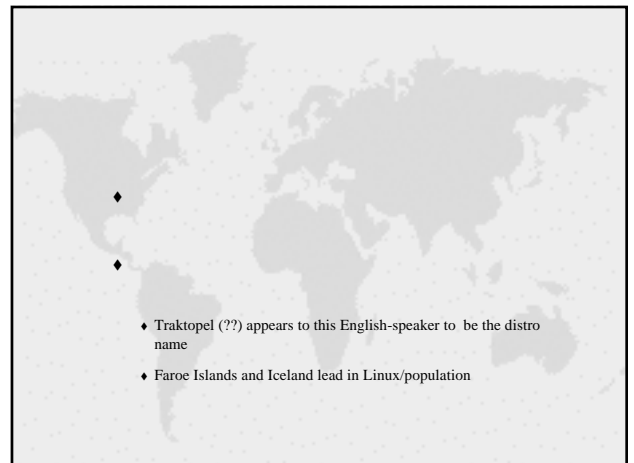 ♦ Traktopel (??) appears to this English-speaker to be the distro
name
♦ Faroe Islands and Iceland lead in Linux/population